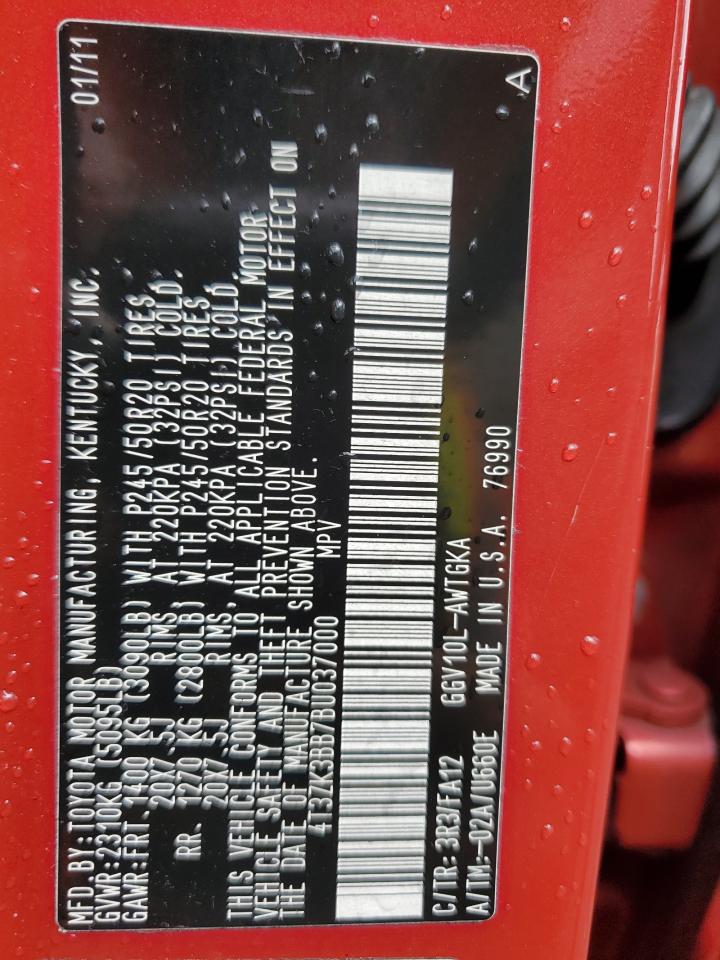 MFD.BY:TOYOTA MOTOR MANUFACTURING, KENTUCKY, INC. 01/11
GVWR:2310KG (5095LB)
GAWR:FRT. 1400 KG (3090LB) WITH P245/50R20 TIRES,
20X7.5J RIMS, AT 220KPA (32PSI) COLD.
RR. 1270 KG (2800LB) WITH P245/50R20 TIRES,
20X7.5J RIMS, AT 220KPA (32PSI) COLD.
THIS VEHICLE CONFORMS TO ALL APPLICABLE FEDERAL MOTOR
VEHICLE SAFETY AND THEFT PREVENTION STANDARDS IN EFFECT ON
THE DATE OF MANUFACTURE SHOWN ABOVE.
4T3ZK3BB7BU037000 MPV
C/TR:3R3/FA12 GGV10L-AWTGKA
A/TM:-02A/U660E MADE IN U.S.A. 76990 A